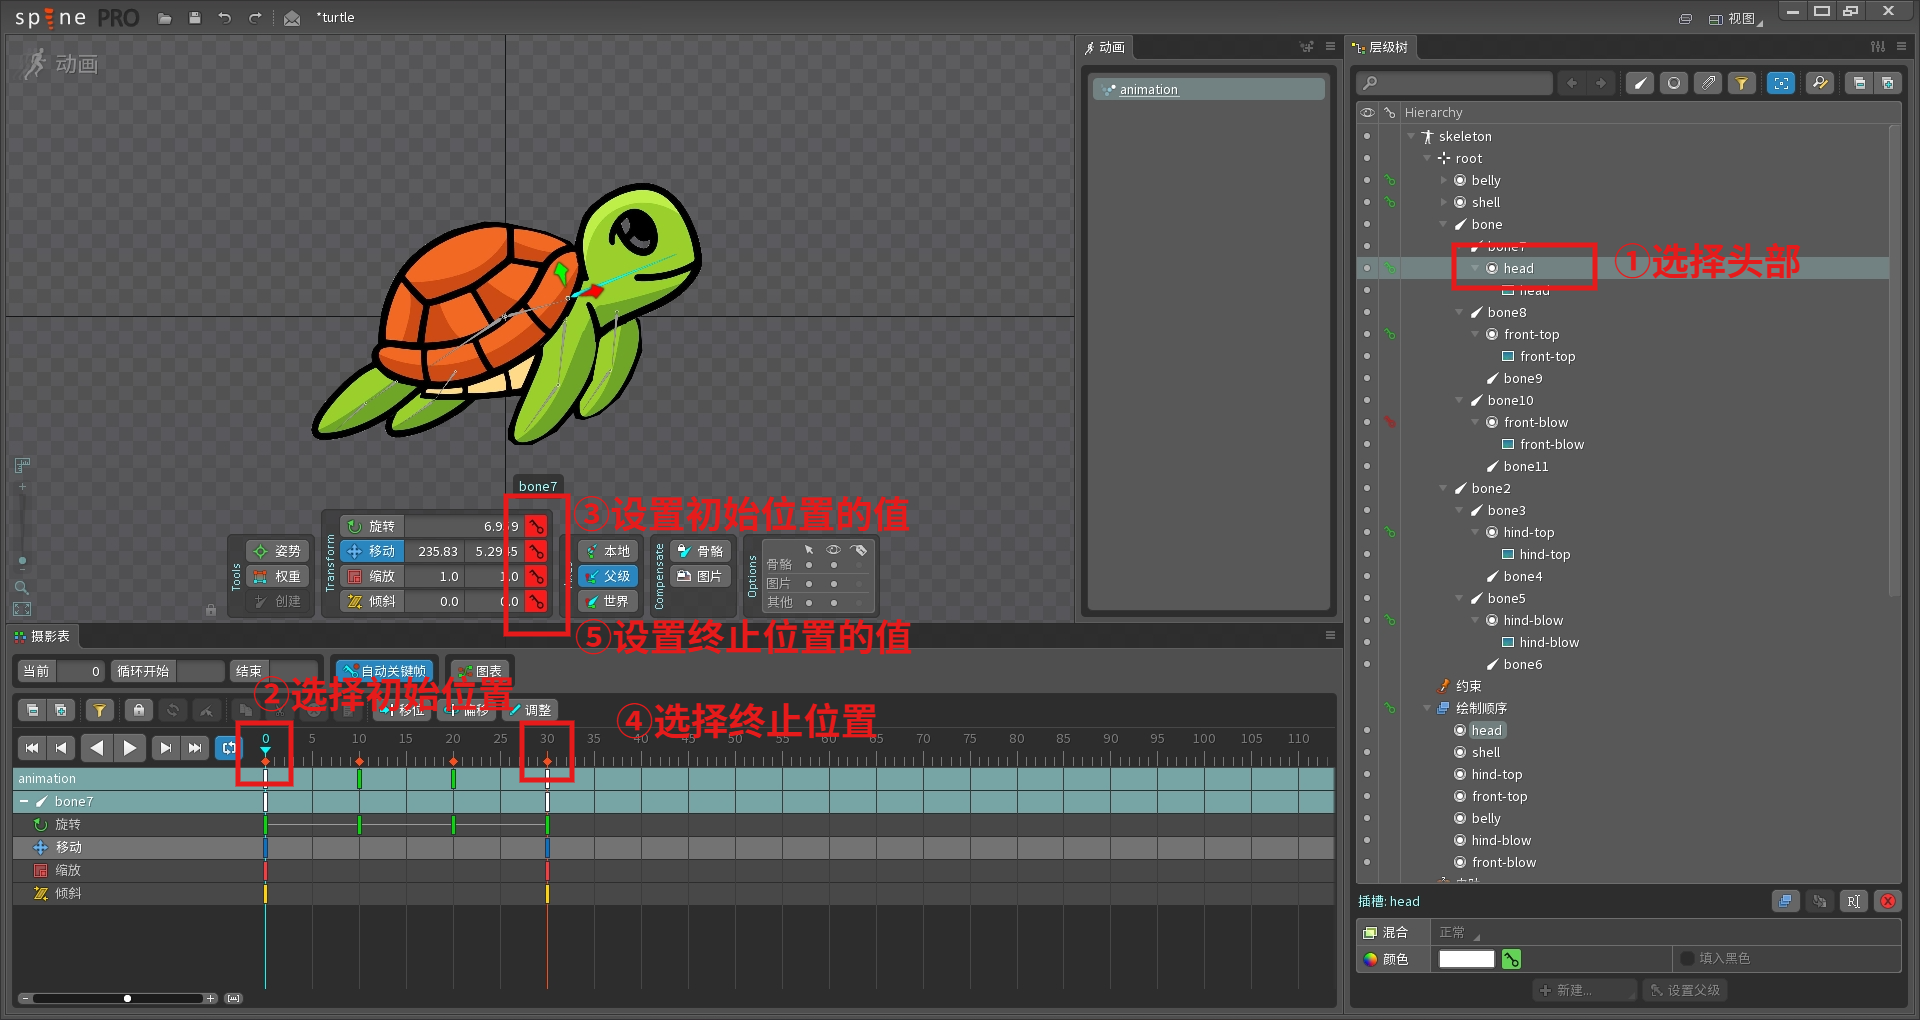 spine PRO
*turtle
视图
动画
动画
animation
层级树
Hierarchy
skeleton
root
belly
shell
bone
bone7
head
①选择头部
head
bone8
front-top
front-top
bone9
bone10
front-blow
front-blow
bone11
bone2
bone3
hind-top
hind-top
bone4
bone5
hind-blow
hind-blow
bone6
约束
绘制顺序
head
shell
hind-top
front-top
belly
hind-blow
front-blow
插槽: head
混合
正常
颜色
填入黑色
新建...
设置父级
bone7
③设置初始位置的值
Tools
姿势
权重
创建
Transform
旋转
移动 235.83
缩放 1.0
倾斜 0.0
本地
父级
世界
Compensate
骨骼
图片
Options
骨骼
图片
其他
⑤设置终止位置的值
摄影表
当前 0 循环开始 结束 自动关键帧 图表
②选择初始位置
移位 偏移 调整
④选择终止位置
0 5 10 15 20 25 30 35 40 45 50 55 60 65 70 75 80 85 90 95 100 105 110
animation
bone7
旋转
移动
缩放
倾斜